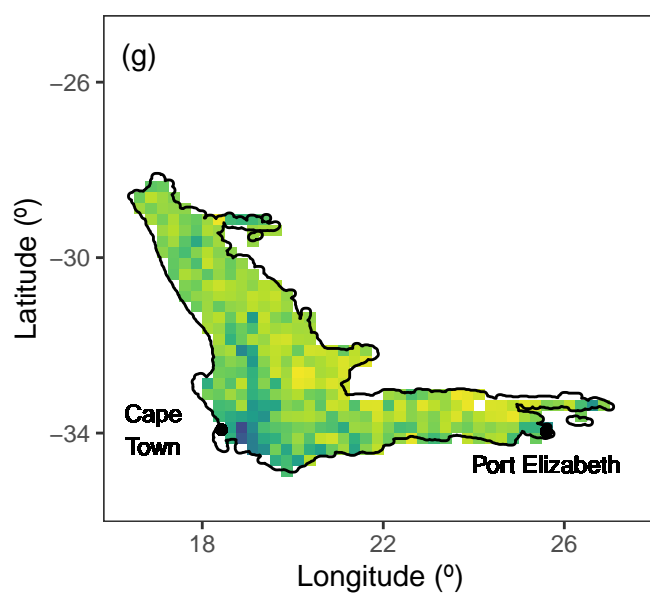 (g)
−26
−30
−34
Latitude (º)
Cape
Town
Port Elizabeth
18
22
26
Longitude (º)